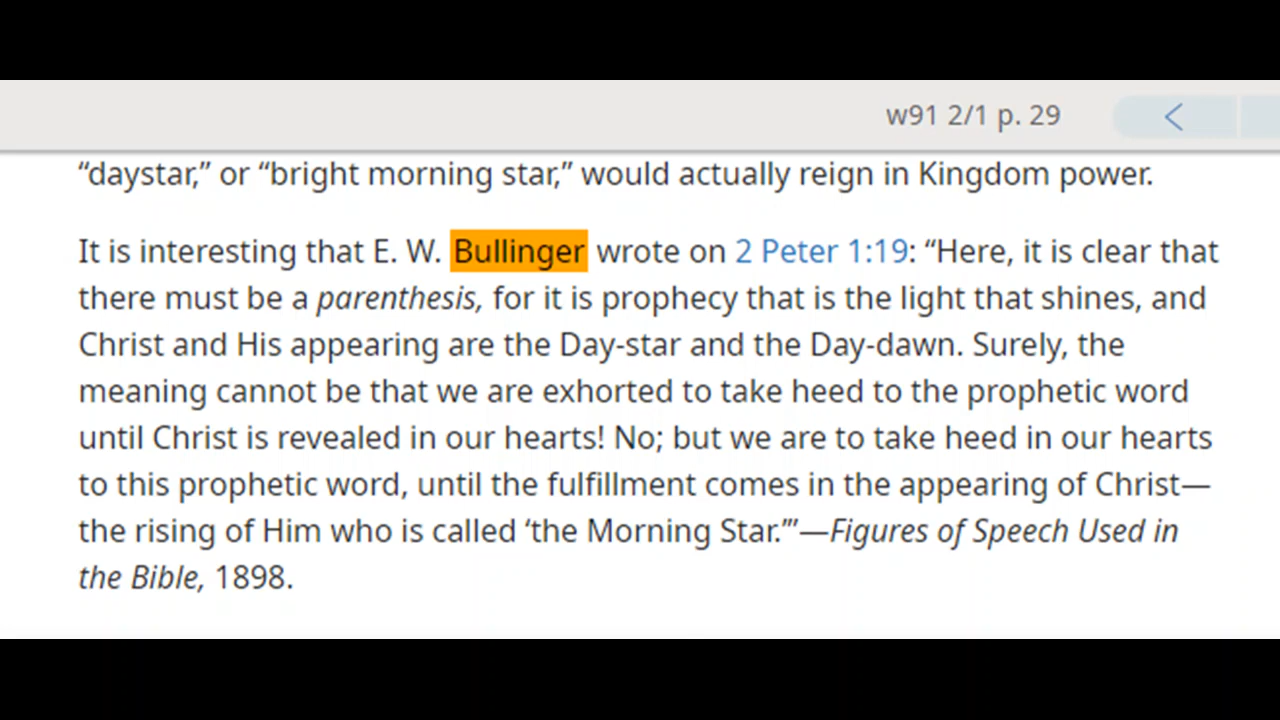 w91 2/1 p. 29
“daystar,” or “bright morning star,” would actually reign in Kingdom power.
It is interesting that E. W. Bullinger wrote on 2 Peter 1:19: “Here, it is clear that
there must be a parenthesis, for it is prophecy that is the light that shines, and
Christ and His appearing are the Day-star and the Day-dawn. Surely, the
meaning cannot be that we are exhorted to take heed to the prophetic word
until Christ is revealed in our hearts! No; but we are to take heed in our hearts
to this prophetic word, until the fulfillment comes in the appearing of Christ—
the rising of Him who is called ‘the Morning Star.’”—Figures of Speech Used in
the Bible, 1898.